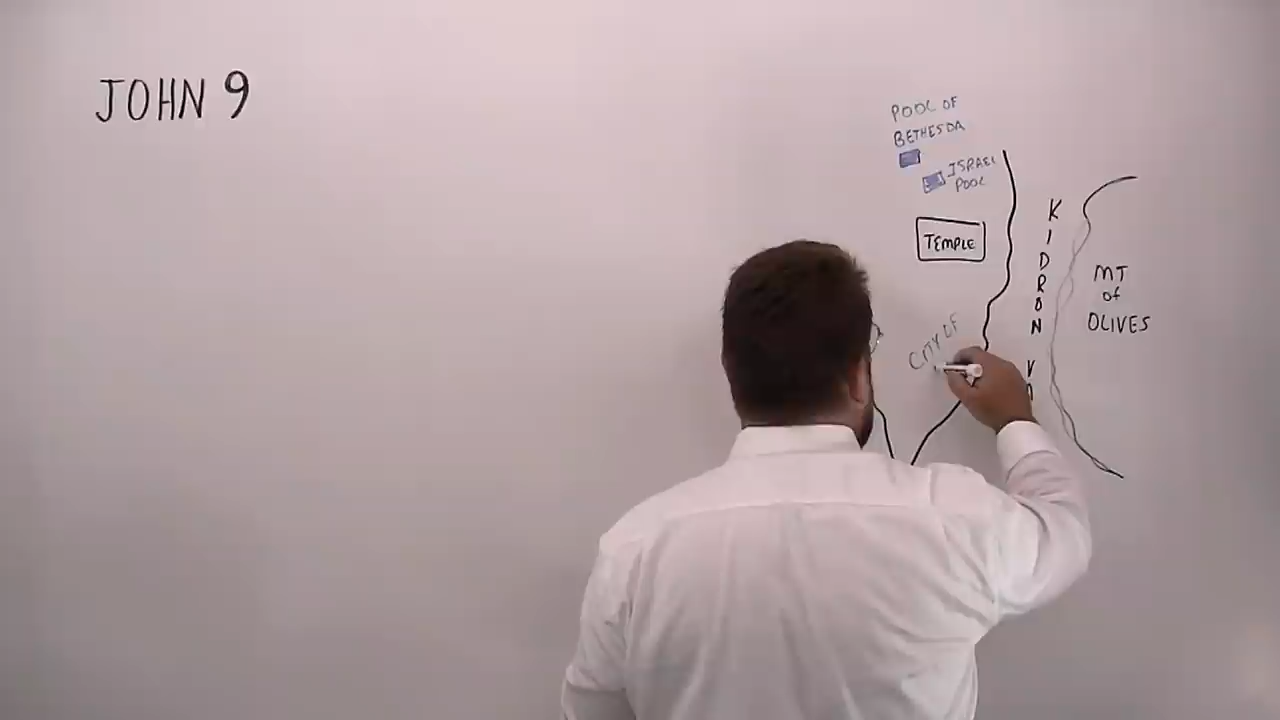 JOHN 9
POOL OF
BETHESDA
ISRAEL
POOL
TEMPLE
KIDRON
MT
of
OLIVES
CITY OF